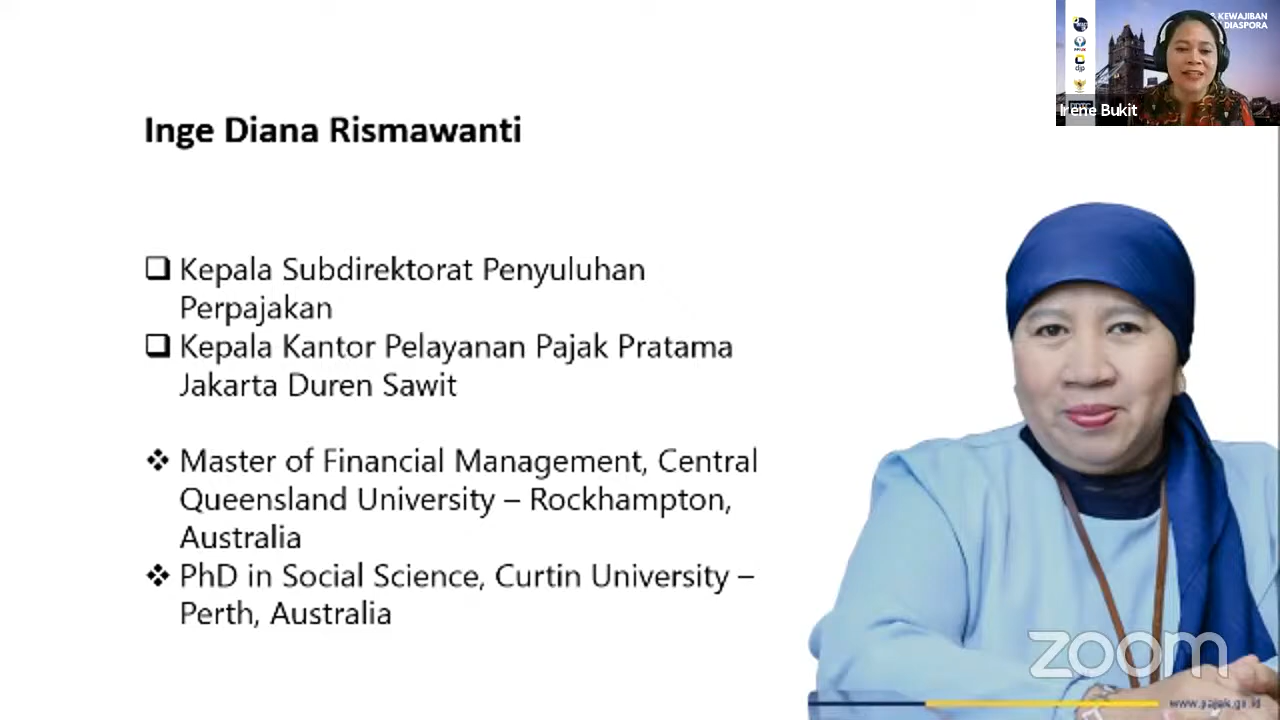 Inge Diana Rismawanti
Kepala Subdirektorat Penyuluhan
Perpajakan
Kepala Kantor Pelayanan Pajak Pratama
Jakarta Duren Sawit
Master of Financial Management, Central
Queensland University – Rockhampton,
Australia
PhD in Social Science, Curtin University –
Perth, Australia
KEWAJIBAN
DIASPORA
djp
Irene Bukit
zoom
www.pajak.go.id